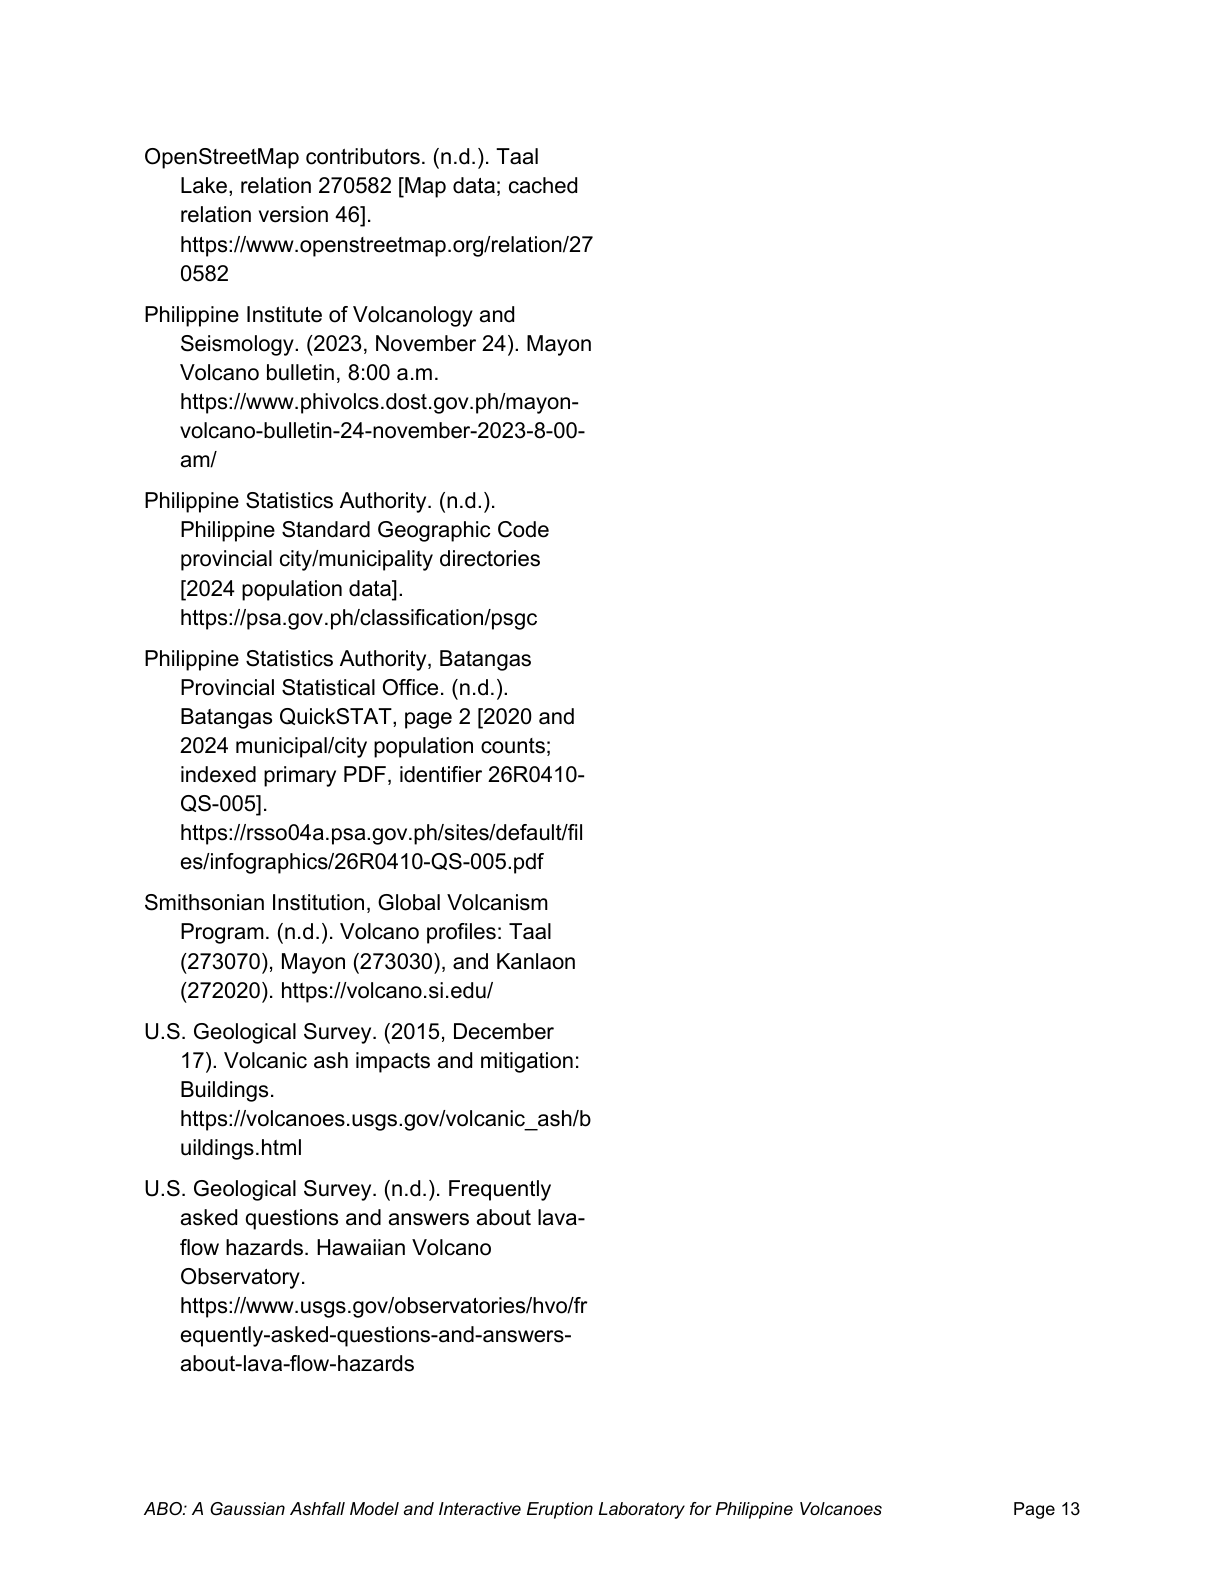 OpenStreetMap contributors. (n.d.). Taal
Lake, relation 270582 [Map data; cached
relation version 46].
https://www.openstreetmap.org/relation/27
0582
Philippine Institute of Volcanology and
Seismology. (2023, November 24). Mayon
Volcano bulletin, 8:00 a.m.
https://www.phivolcs.dost.gov.ph/mayon-
volcano-bulletin-24-november-2023-8-00-
am/
Philippine Statistics Authority. (n.d.).
Philippine Standard Geographic Code
provincial city/municipality directories
[2024 population data].
https://psa.gov.ph/classification/psgc
Philippine Statistics Authority, Batangas
Provincial Statistical Office. (n.d.).
Batangas QuickSTAT, page 2 [2020 and
2024 municipal/city population counts;
indexed primary PDF, identifier 26R0410-
QS-005].
https://rsso04a.psa.gov.ph/sites/default/fil
es/infographics/26R0410-QS-005.pdf
Smithsonian Institution, Global Volcanism
Program. (n.d.). Volcano profiles: Taal
(273070), Mayon (273030), and Kanlaon
(272020). https://volcano.si.edu/
U.S. Geological Survey. (2015, December
17). Volcanic ash impacts and mitigation:
Buildings.
https://volcanoes.usgs.gov/volcanic_ash/b
uildings.html
U.S. Geological Survey. (n.d.). Frequently
asked questions and answers about lava-
flow hazards. Hawaiian Volcano
Observatory.
https://www.usgs.gov/observatories/hvo/fr
equently-asked-questions-and-answers-
about-lava-flow-hazards
ABO: A Gaussian Ashfall Model and Interactive Eruption Laboratory for Philippine Volcanoes Page 13